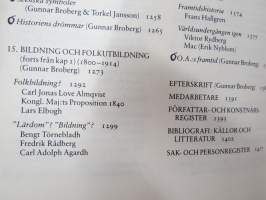 Svenska symboler
(Gunnar Broberg & Torkel Jansson) 1258
Historiens drömmar (Gunnar Broberg)
1265
15. BILDNING OCH FOLKUTBILDNING
(forts från kap 1) (1800–1914)
(Gunnar Broberg) 1273
Folkbildning? 1292
Carl Jonas Love Almqvist
Kongl. Maj:ts Proposition 1840
Lars Elbogh
"Lärdom"? "Bildning"? 1299
Bengt Törnebladh
Fredrik Rådberg
Carl Adolph Agardh
Framtidshistoria 1374
Frans Hallgren
Världsundergången igen 1377
Viktor Rydberg
Mac (Erik Nyblom)
O.A.:s framtid (Gunnar Broberg)
EFTERSKRIFT (Gunnar Broberg)
MEDARBETARE 1391
FÖRFATTAR- OCH KONSTNÄRS-
REGISTER 1393
BIBLIOGRAFI: KÄLLOR OCH
LITTERATUR 1402
SAK- OCH PERSONREGISTER